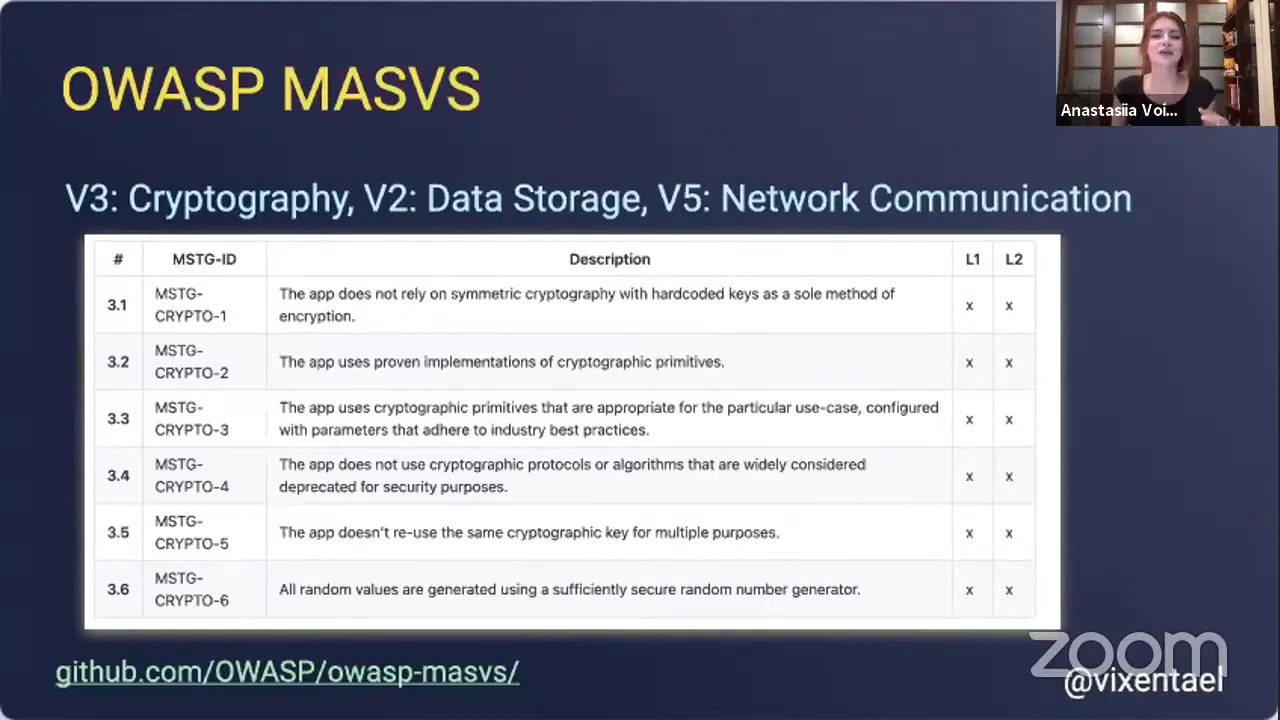 OWASP MASVS
Anastasiia Voi...
V3: Cryptography, V2: Data Storage, V5: Network Communication
# MSTG-ID Description L1 L2
3.1 MSTG-CRYPTO-1 The app does not rely on symmetric cryptography with hardcoded keys as a sole method of
encryption. x x
3.2 MSTG-CRYPTO-2 The app uses proven implementations of cryptographic primitives. x x
3.3 MSTG-CRYPTO-3 The app uses cryptographic primitives that are appropriate for the particular use-case, configured
with parameters that adhere to industry best practices. x x
3.4 MSTG-CRYPTO-4 The app does not use cryptographic protocols or algorithms that are widely considered
deprecated for security purposes. x x
3.5 MSTG-CRYPTO-5 The app doesn't re-use the same cryptographic key for multiple purposes. x x
3.6 MSTG-CRYPTO-6 All random values are generated using a sufficiently secure random number generator. x x
github.com/OWASP/owasp-masvs/
zoom
@vixentael